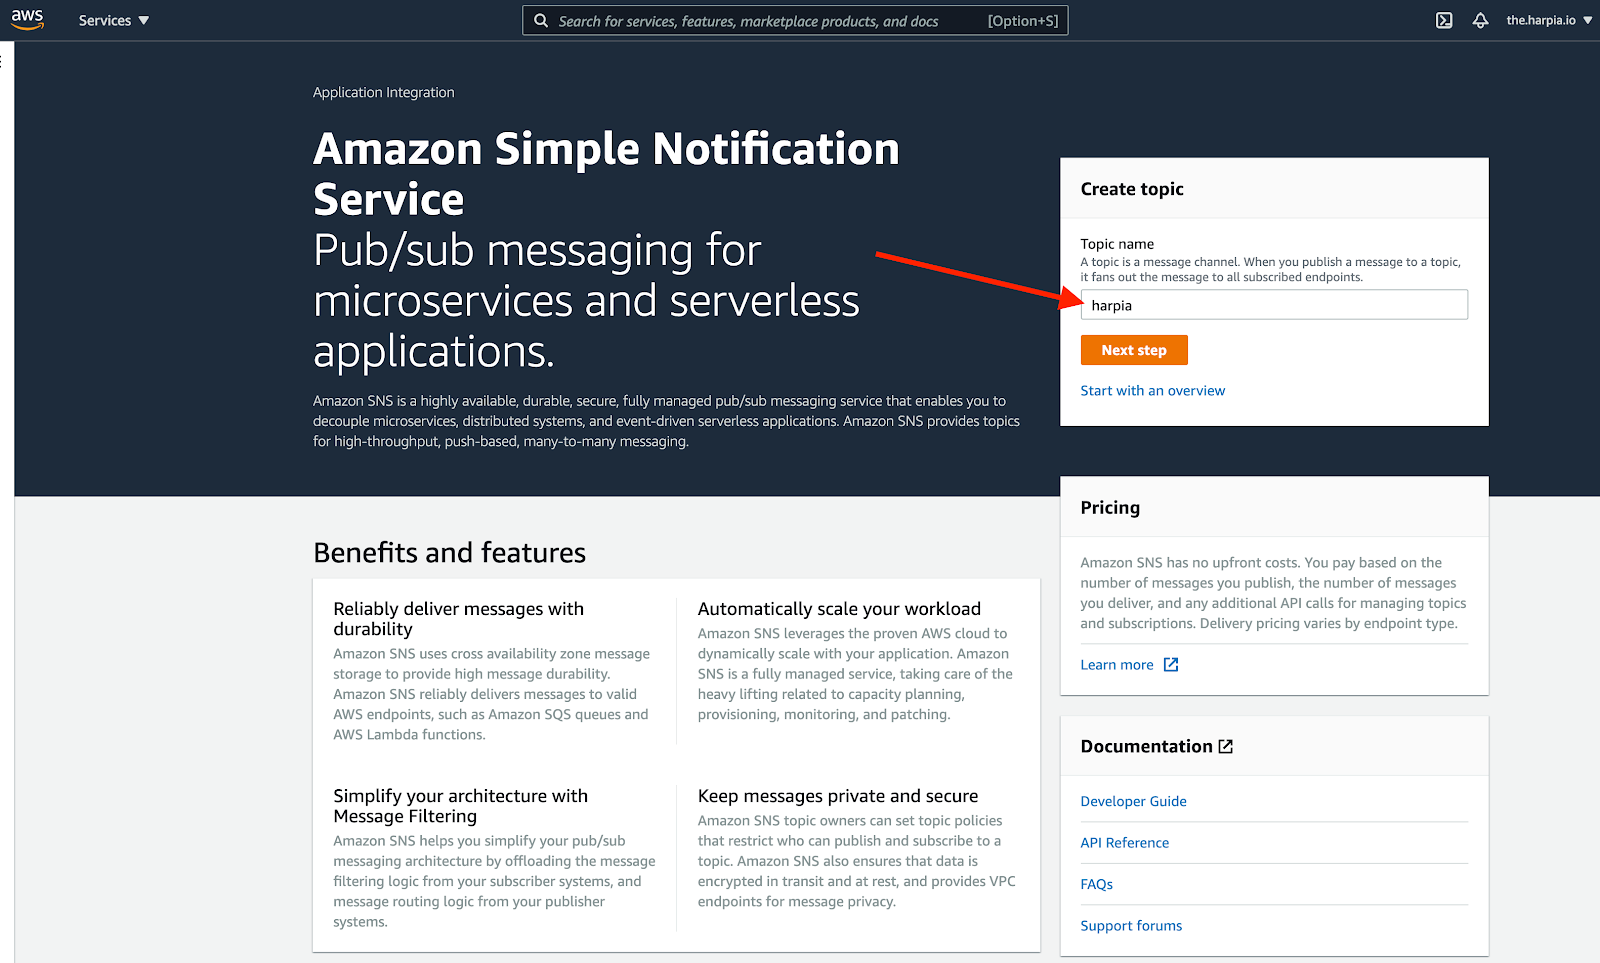 aws
Services
Search for services, features, marketplace products, and docs
[Option+S]
the.harpia.io
Application Integration
Amazon Simple Notification
Service
Pub/sub messaging for
microservices and serverless
applications.
Amazon SNS is a highly available, durable, secure, fully managed pub/sub messaging service that enables you to
decouple microservices, distributed systems, and event-driven serverless applications. Amazon SNS provides topics
for high-throughput, push-based, many-to-many messaging.
Create topic
Topic name
A topic is a message channel. When you publish a message to a topic,
it fans out the message to all subscribed endpoints.
harpia
Next step
Start with an overview
Pricing
Amazon SNS has no upfront costs. You pay based on the
number of messages you publish, the number of messages
you deliver, and any additional API calls for managing topics
and subscriptions. Delivery pricing varies by endpoint type.
Learn more
Benefits and features
Reliably deliver messages with
durability
Amazon SNS uses cross availability zone message
storage to provide high message durability.
Amazon SNS reliably delivers messages to valid
AWS endpoints, such as Amazon SQS queues and
AWS Lambda functions.
Automatically scale your workload
Amazon SNS leverages the proven AWS cloud to
dynamically scale with your application. Amazon
SNS is a fully managed service, taking care of the
heavy lifting related to capacity planning,
provisioning, monitoring, and patching.
Simplify your architecture with
Message Filtering
Amazon SNS helps you simplify your pub/sub
messaging architecture by offloading the message
filtering logic from your subscriber systems, and
message routing logic from your publisher
systems.
Keep messages private and secure
Amazon SNS topic owners can set topic policies
that restrict who can publish and subscribe to a
topic. Amazon SNS also ensures that data is
encrypted in transit and at rest, and provides VPC
endpoints for message privacy.
Documentation
Developer Guide
API Reference
FAQs
Support forums